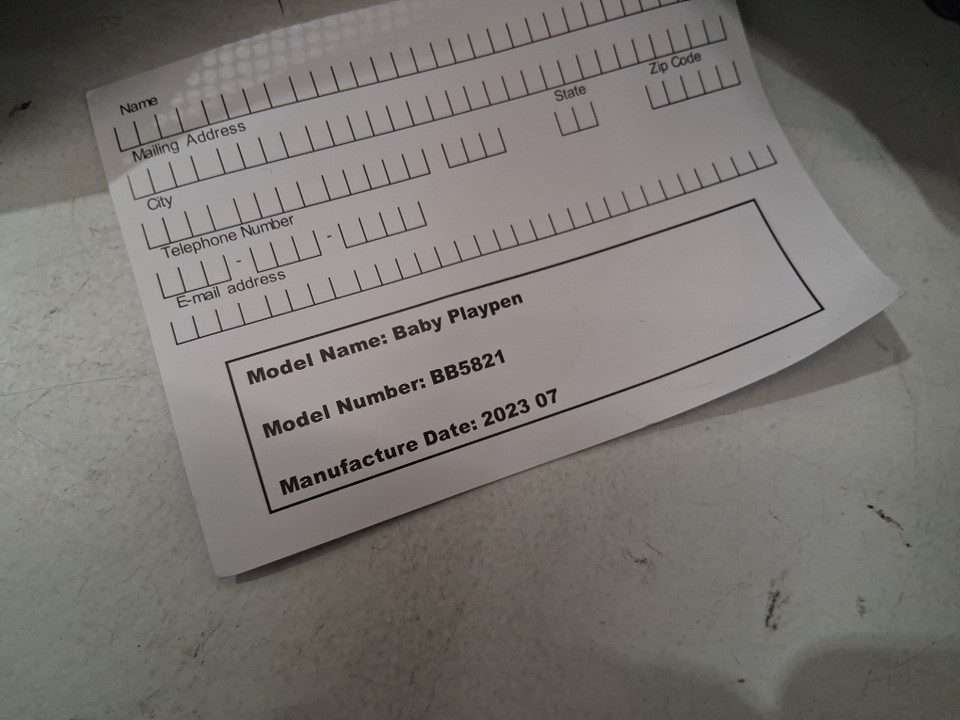 Name
Mailing Address
City
State
Zip Code
Telephone Number
- -
E-mail address
Model Name: Baby Playpen
Model Number: BB5821
Manufacture Date: 2023 07